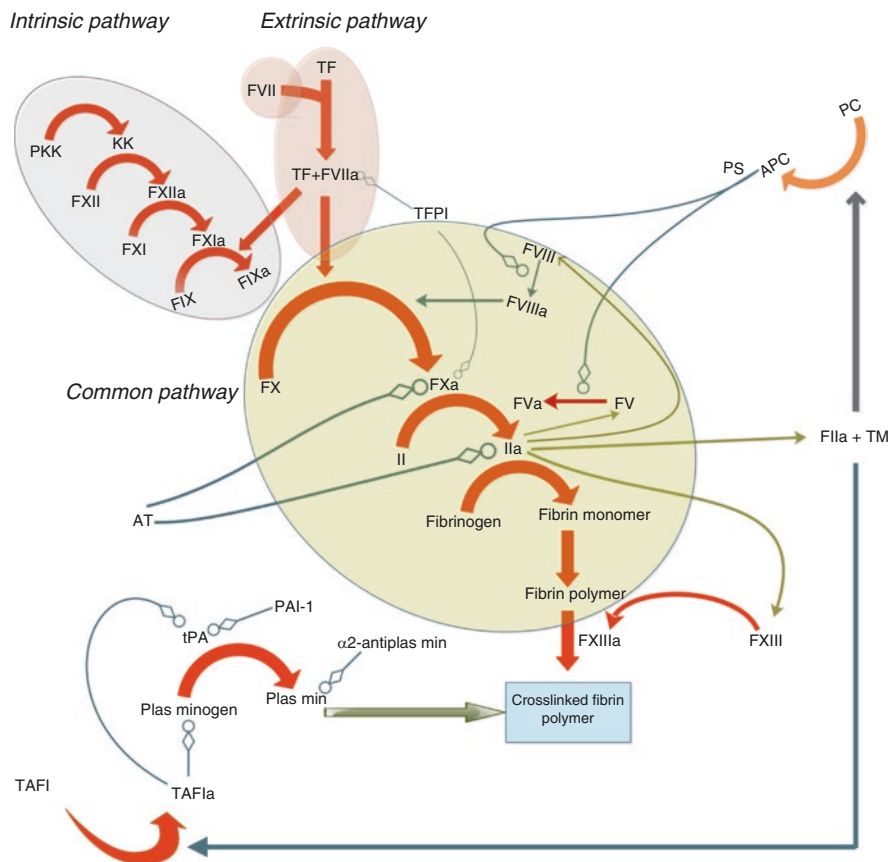 Intrinsic pathway
Extrinsic pathway
TF
FVII
PKK
KK
FXII
FXIIa
FXI
FXIa
FIX
FIXa
TF+FVIIa
TFPI
PC
PS
APC
FVIII
FVIIIa
Common pathway
FX
FXa
FVa
FV
II
IIa
FIIa + TM
AT
Fibrinogen
Fibrin monomer
Fibrin polymer
FXIIIa
FXIII
PAI-1
tPA
α2-antiplas min
Plas minogen
Plas min
Crosslinked fibrin
polymer
TAFI
TAFIa